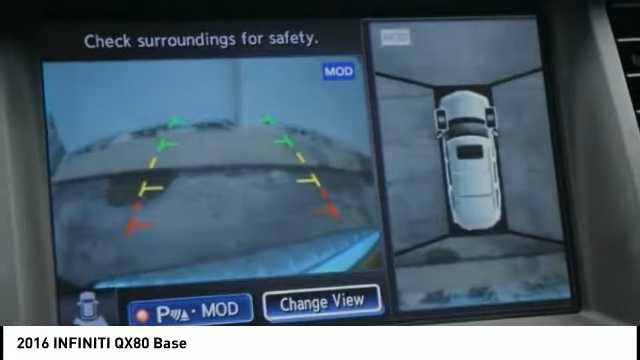 Check surroundings for safety.
MOD
MOD
P · MOD
Change View
2016 INFINITI QX80 Base